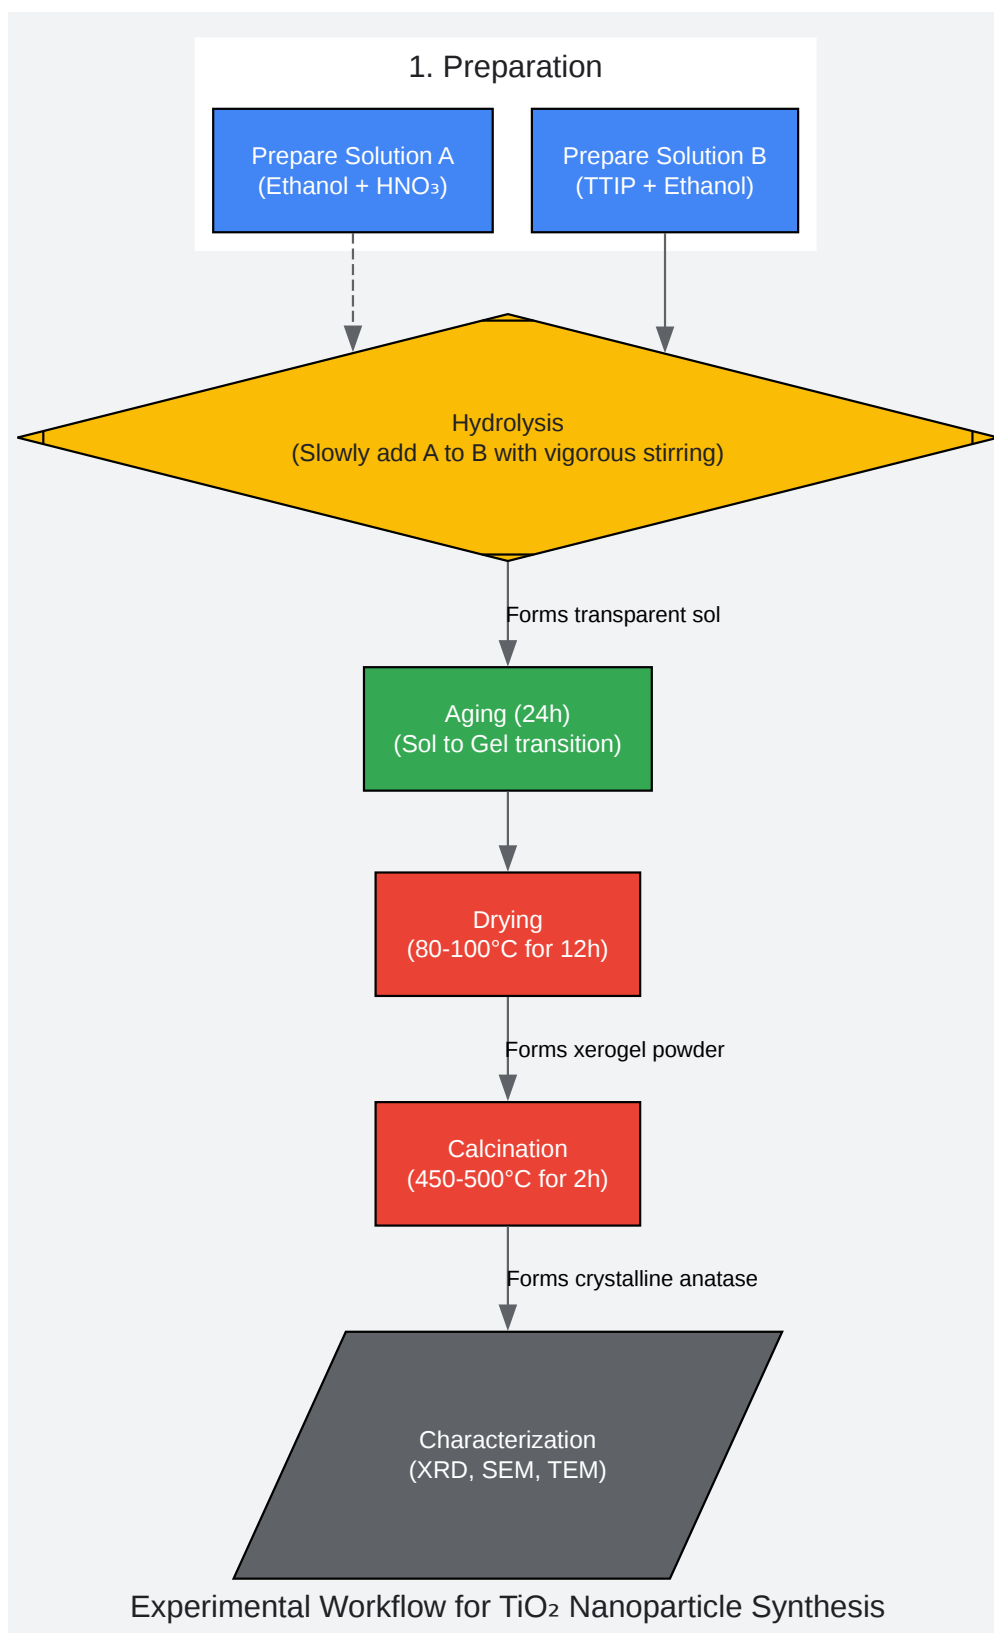 1. Preparation
Prepare Solution A
(Ethanol + HNO₃)
Prepare Solution B
(TTIP + Ethanol)
Hydrolysis
(Slowly add A to B with vigorous stirring)
Forms transparent sol
Aging (24h)
(Sol to Gel transition)
Drying
(80-100°C for 12h)
Forms xerogel powder
Calcination
(450-500°C for 2h)
Forms crystalline anatase
Characterization
(XRD, SEM, TEM)
Experimental Workflow for TiO₂ Nanoparticle Synthesis